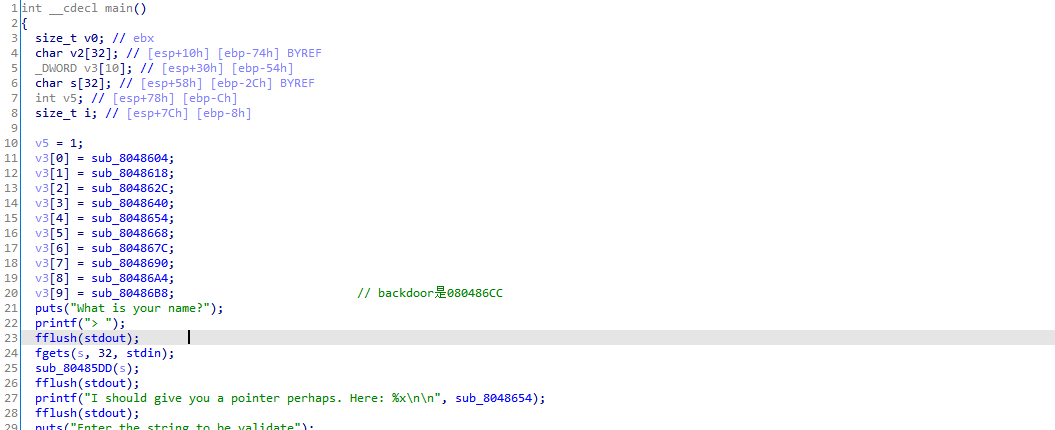 1 int __cdecl main()
2 {
3 size_t v0; // ebx
4 char v2[32]; // [esp+10h] [ebp-74h] BYREF
5 _DWORD v3[10]; // [esp+30h] [ebp-54h]
6 char s[32]; // [esp+58h] [ebp-2Ch] BYREF
7 int v5; // [esp+78h] [ebp-Ch]
8 size_t i; // [esp+7Ch] [ebp-8h]
9
10 v5 = 1;
11 v3[0] = sub_8048604;
12 v3[1] = sub_8048618;
13 v3[2] = sub_804862C;
14 v3[3] = sub_8048640;
15 v3[4] = sub_8048654;
16 v3[5] = sub_8048668;
17 v3[6] = sub_804867C;
18 v3[7] = sub_8048690;
19 v3[8] = sub_80486A4;
20 v3[9] = sub_80486B8; // backdoor是080486CC
21 puts("What is your name?");
22 printf("> ");
23 fflush(stdout);
24 fgets(s, 32, stdin);
25 sub_80485DD(s);
26 fflush(stdout);
27 printf("I should give you a pointer perhaps. Here: %x\n\n", sub_8048654);
28 fflush(stdout);
29 puts("Enter the string to be validate");